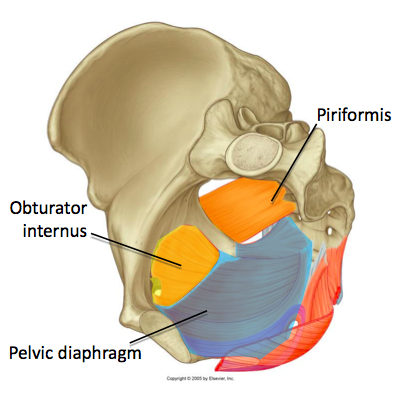 Piriformis
Obturator
internus
Pelvic diaphragm
Copyright © 2005 by Elsevier, Inc.